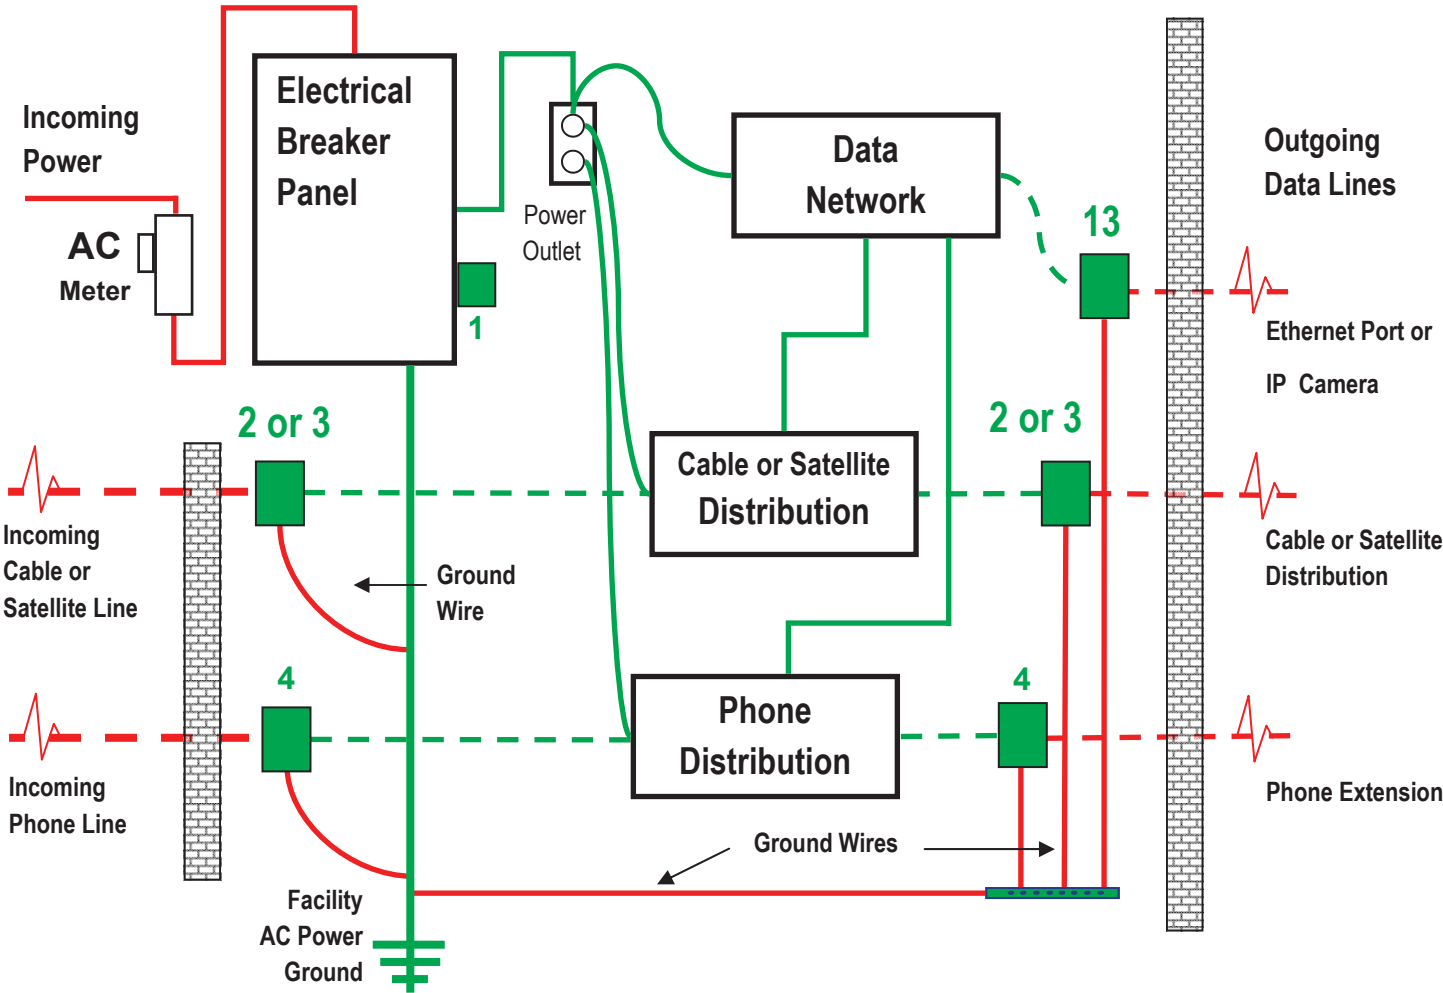 Incoming
Power
AC
Meter
Electrical
Breaker
Panel
1
Power
Outlet
Data
Network
13
Outgoing
Data Lines
Ethernet Port or
IP Camera
2 or 3
Incoming
Cable or
Satellite Line
Ground
Wire
Cable or Satellite
Distribution
2 or 3
Cable or Satellite
Distribution
4
Incoming
Phone Line
Phone
Distribution
4
Phone Extension
Ground Wires
Facility
AC Power
Ground